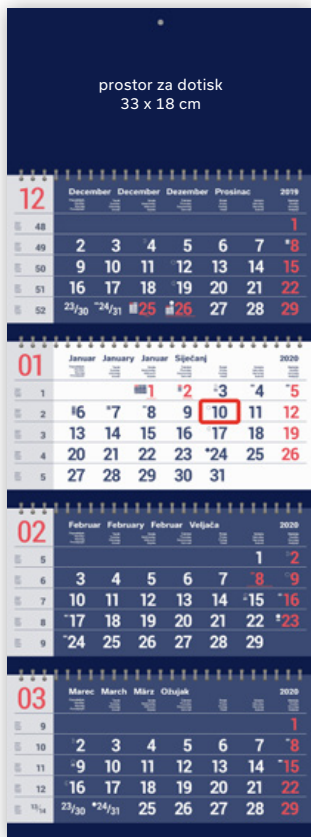 prostor za dotisk
33 x 18 cm
12 December December Dezember Prosinac 2019
48 1
49 2 3 4 5 6 7 8
50 9 10 11 12 13 14 15
51 16 17 18 19 20 21 22
52 23/30 24/31 25 26 27 28 29
01 Januar January Januar Siječanj 2020
1 1 2 3 4 5
2 6 7 8 9 10 11 12
3 13 14 15 16 17 18 19
4 20 21 22 23 24 25 26
5 27 28 29 30 31
02 Februar February Februar Veljača 2020
5 1 2
6 3 4 5 6 7 8 9
7 10 11 12 13 14 15 16
8 17 18 19 20 21 22 23
9 24 25 26 27 28 29
03 Marec March März Ožujak 2020
9 1
10 2 3 4 5 6 7 8
11 9 10 11 12 13 14 15
12 16 17 18 19 20 21 22
13/14 23/30 24/31 25 26 27 28 29